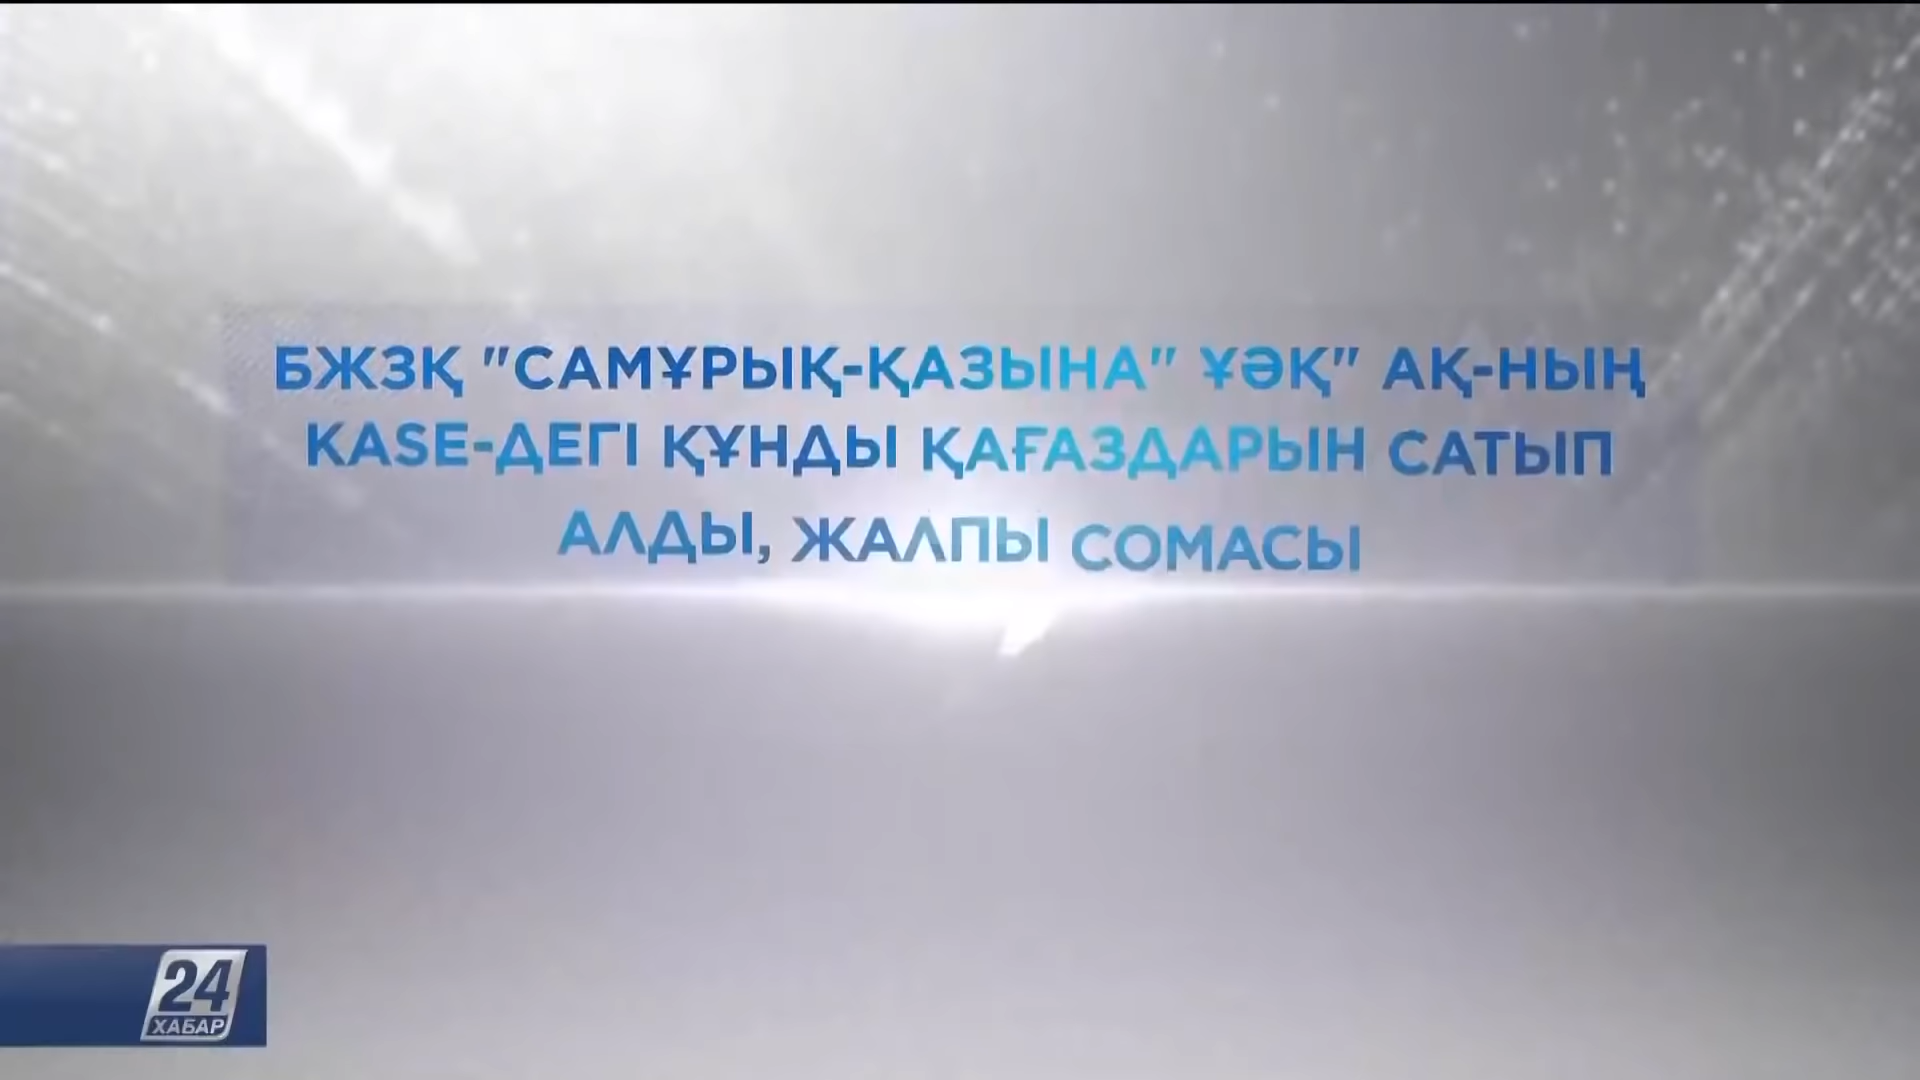 БЖЗҚ "САМҰРЫҚ-ҚАЗЫНА" ҰӘҚ" АҚ-НЫҢ
KASE-ДЕГІ ҚҰНДЫ ҚАҒАЗДАРЫН САТЫП
АЛДЫ, ЖАЛПЫ СОМАСЫ
24
ХАБАР